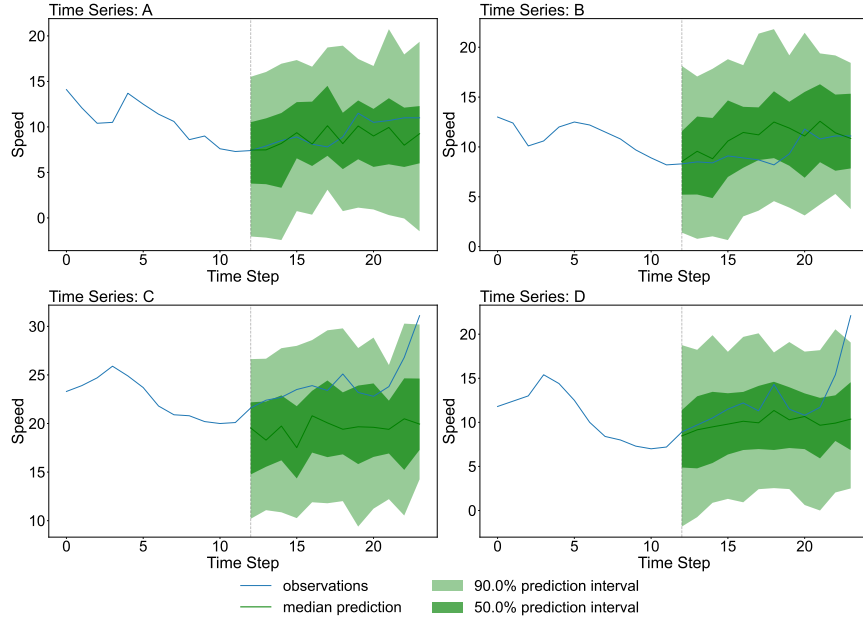 Time Series: A
20
15
10
5
0
Speed
0 5 10 15 20
Time Step
Time Series: B
20
15
10
5
0
Speed
0 5 10 15 20
Time Step
Time Series: C
30
25
20
15
10
Speed
0 5 10 15 20
Time Step
Time Series: D
20
15
10
5
0
Speed
0 5 10 15 20
Time Step
observations
median prediction
90.0% prediction interval
50.0% prediction interval